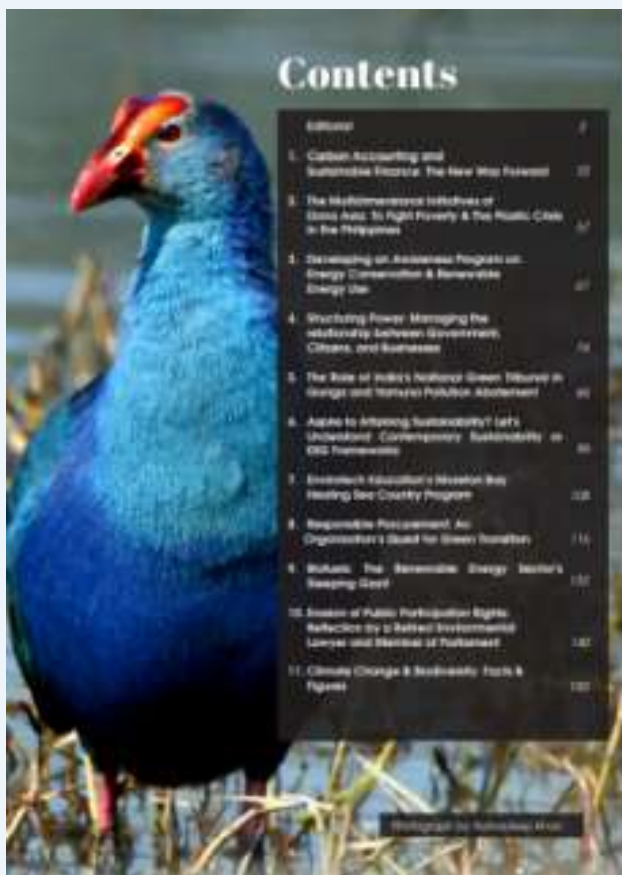 Contents
Editorial
1. Carbon Accounting and
Sustainable Finance: The New Way Forward
2. The Multidimensional Initiatives of
Asia: To Fight Poverty & The Plastic Crisis
in the Philippines
3. Developing an Awareness Program on
Energy Conservation & Renewable
Energy Use
4. Structuring Power: Managing the
relationship between Government,
Citizens, and Businesses
5. The Role of India's National Green Tribunal in
Ganga and Yamuna Pollution Abatement
6. Aspire to Attaining Sustainability? Let's
Understand Contemporary Sustainability or
ESG Frameworks
7. Envirotech Education's Moreton Bay
Healing Sea Country Program
8. Responsible Procurement: An
Organisation's Quest for Green Transition
9. Biofuels: The Renewable Energy Sector's
Sleeping Giant
10. Erosion of Public Participation Rights:
Reflection by a Retired Environmental
Lawyer and Member of Parliament
11. Climate Change & Biodiversity: Facts &
Figures
Photograph by